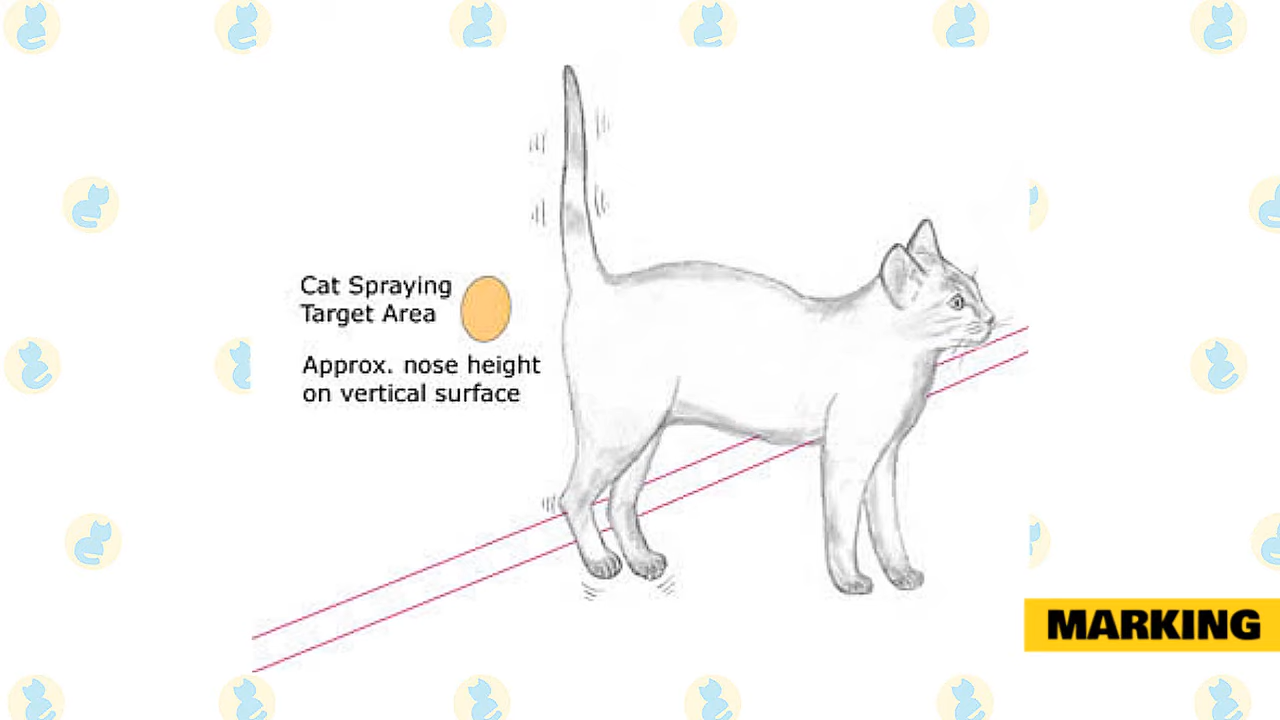 Cat Spraying
Target Area
Approx. nose height
on vertical surface
MARKING